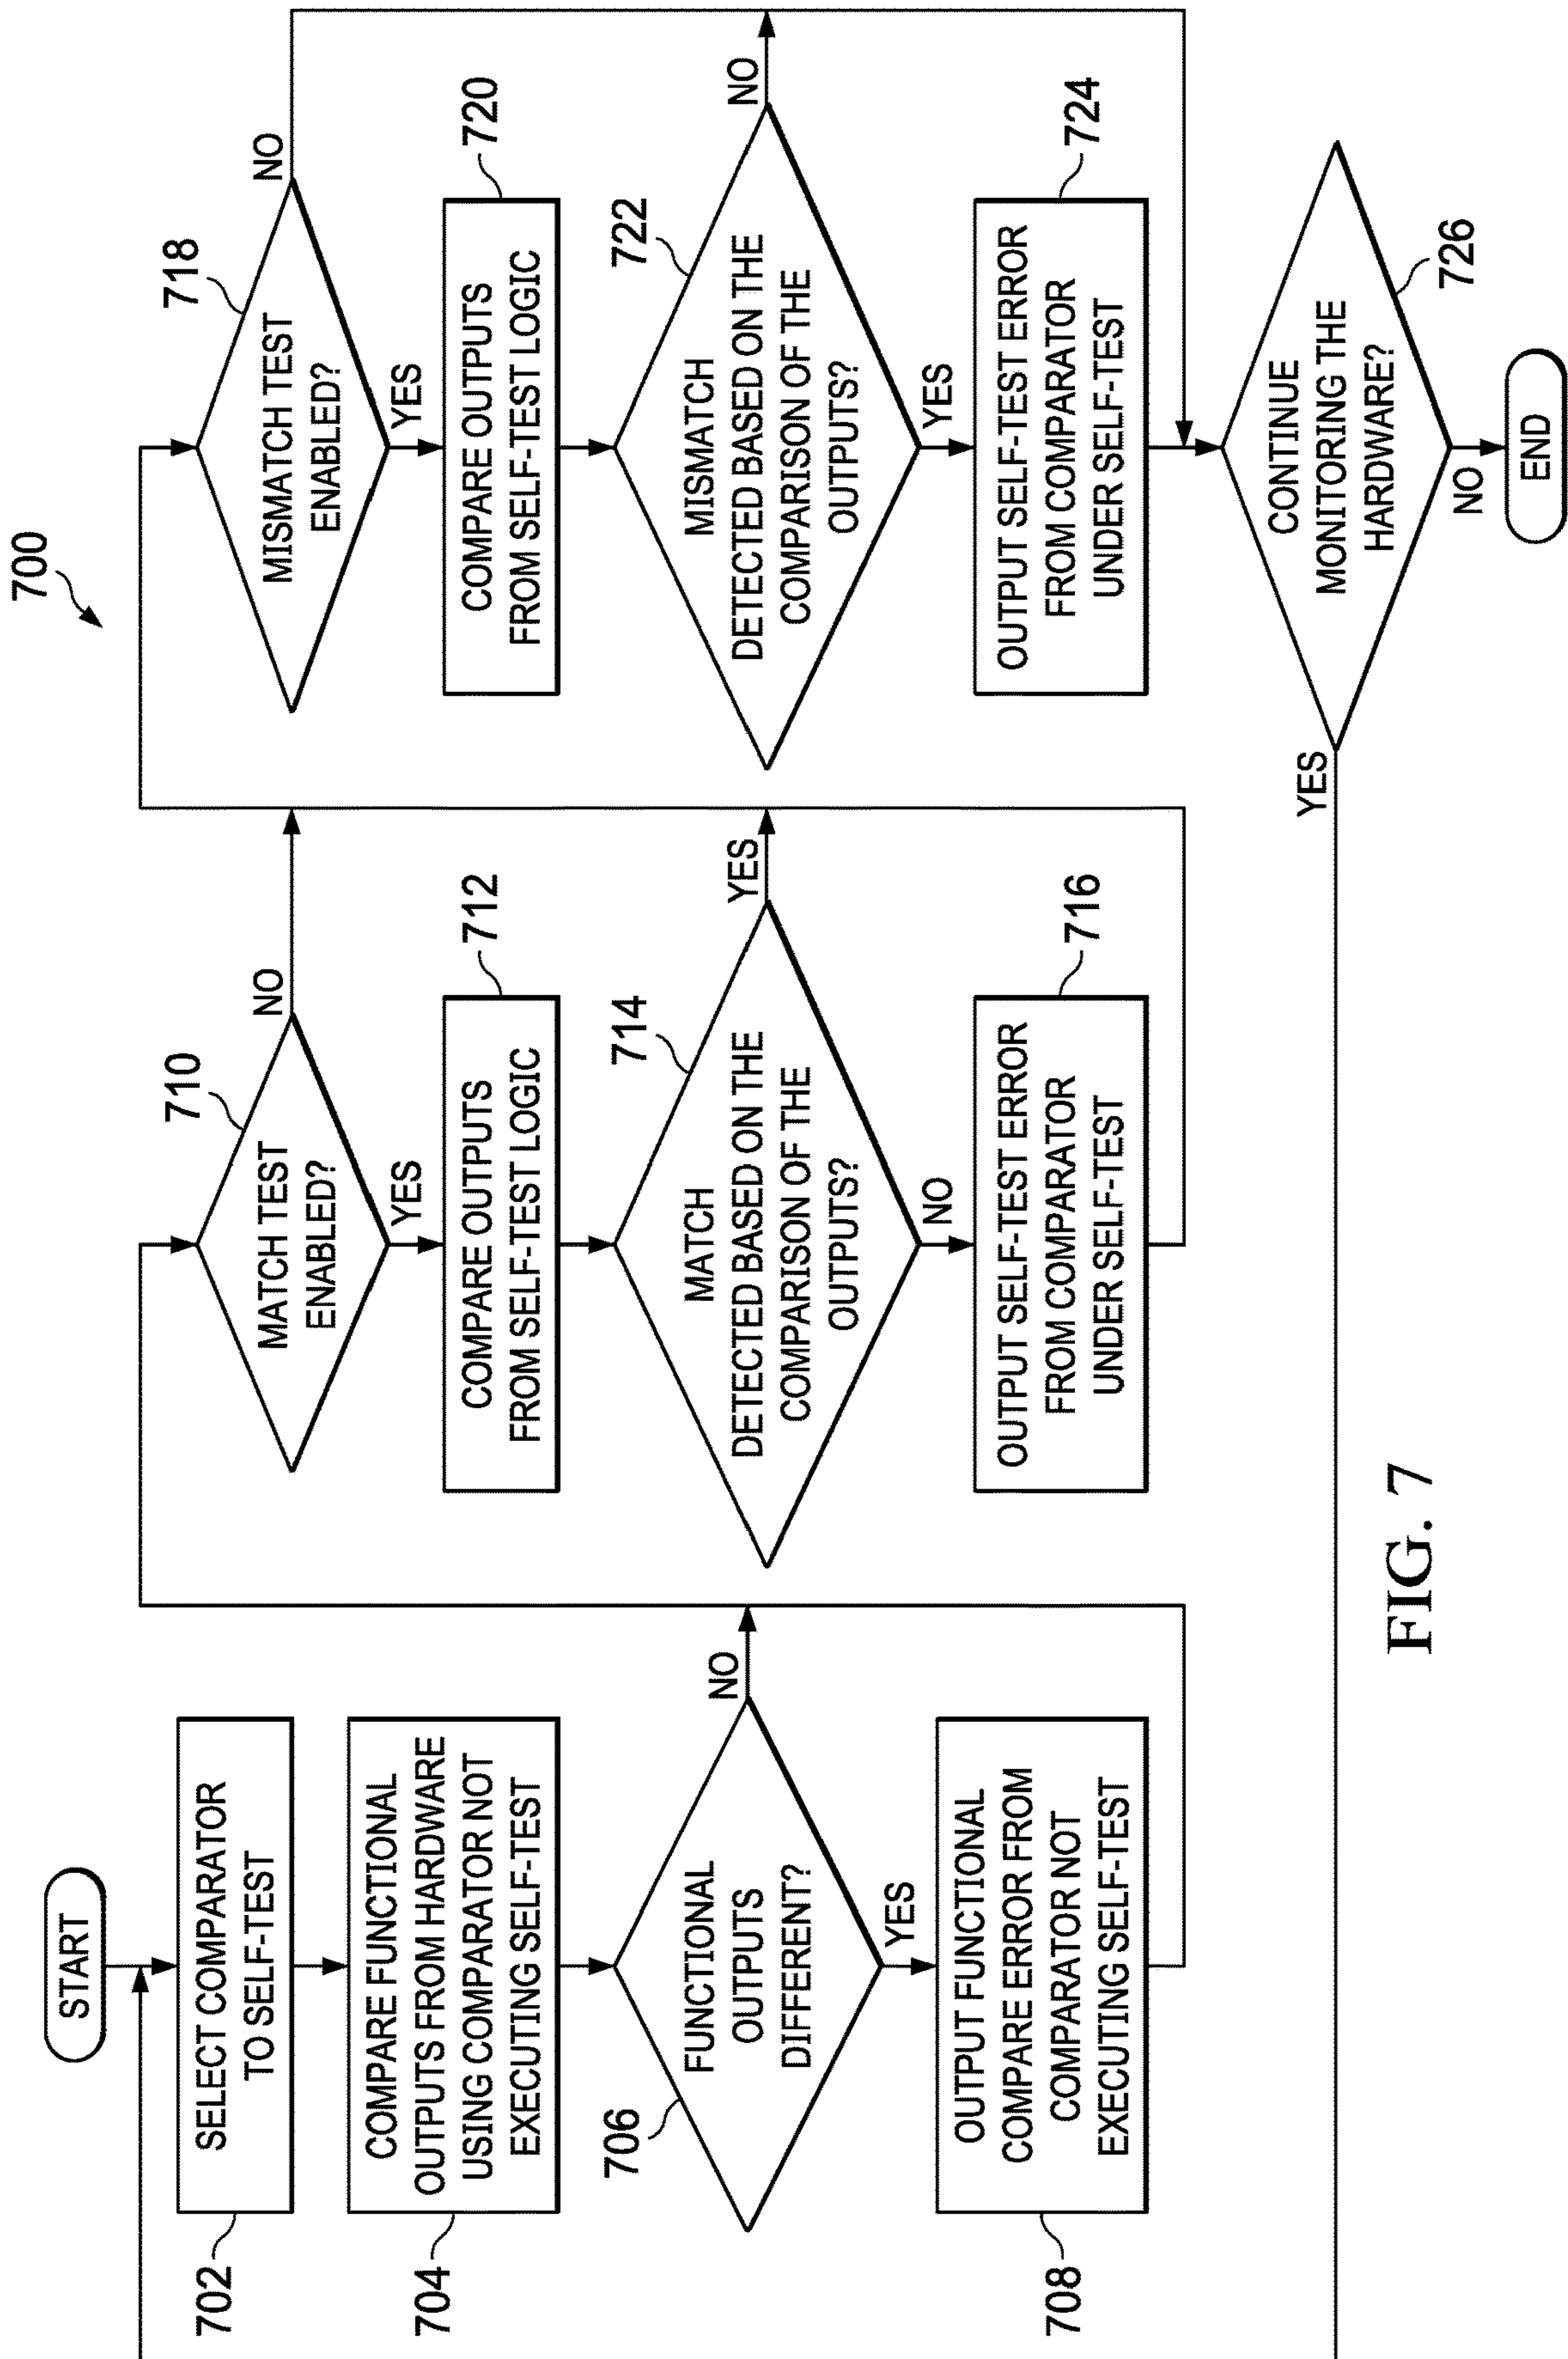 700
START
SELECT COMPARATOR
TO SELF-TEST
702
COMPARE FUNCTIONAL
OUTPUTS FROM HARDWARE
USING COMPARATOR NOT
EXECUTING SELF-TEST
704
FUNCTIONAL
OUTPUTS
DIFFERENT?
706
NO
YES
OUTPUT FUNCTIONAL
COMPARE ERROR FROM
COMPARATOR NOT
EXECUTING SELF-TEST
708
MATCH TEST
ENABLED?
710
NO
YES
COMPARE OUTPUTS
FROM SELF-TEST LOGIC
712
MATCH
DETECTED BASED ON THE
COMPARISON OF THE
OUTPUTS?
714
YES
NO
OUTPUT SELF-TEST ERROR
FROM COMPARATOR
UNDER SELF-TEST
716
MISMATCH TEST
ENABLED?
718
NO
YES
COMPARE OUTPUTS
FROM SELF-TEST LOGIC
720
MISMATCH
DETECTED BASED ON THE
COMPARISON OF THE
OUTPUTS?
722
NO
YES
OUTPUT SELF-TEST ERROR
FROM COMPARATOR
UNDER SELF-TEST
724
CONTINUE
MONITORING THE
HARDWARE?
726
YES
NO
END
FIG. 7